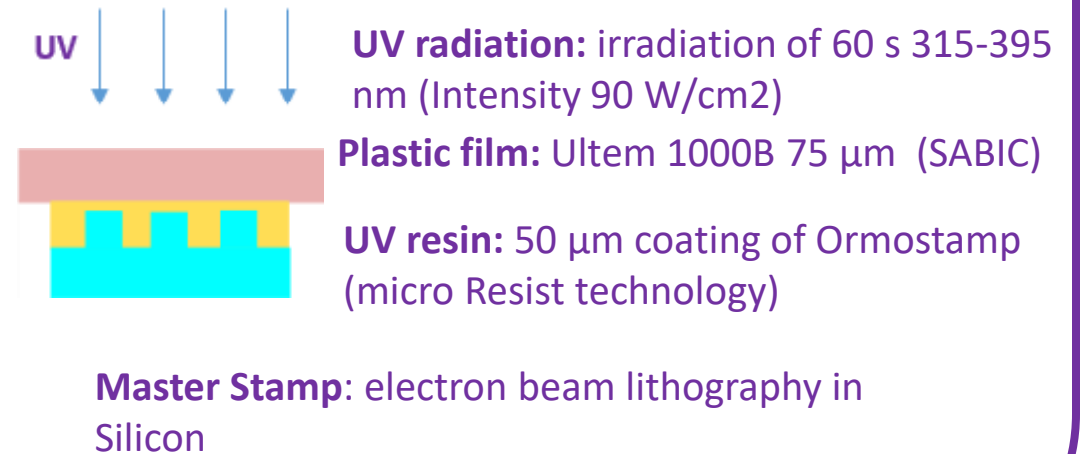 UV
UV radiation: irradiation of 60 s 315-395
nm (Intensity 90 W/cm2)
Plastic film: Ultem 1000B 75 µm (SABIC)
UV resin: 50 µm coating of Ormostamp
(micro Resist technology)
Master Stamp: electron beam lithography in
Silicon